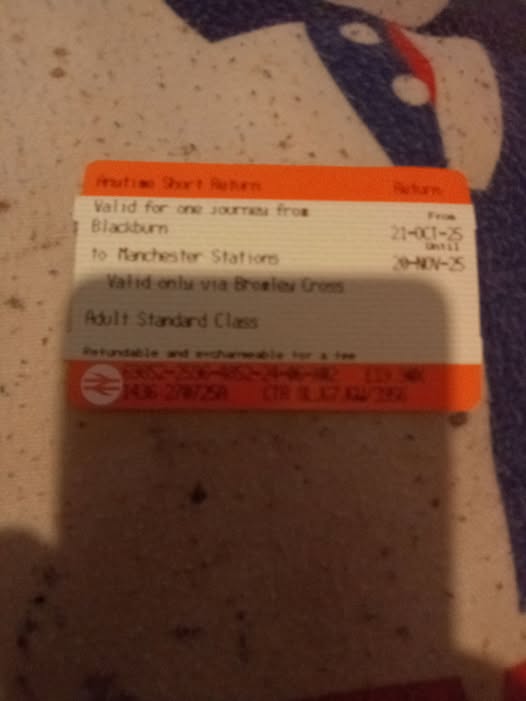 Anytime Short Return Return
Valid for one journey from From
Blackburn 21-OCT-25
Until
to Manchester Stations 20-NOV-25
Valid only via Bromley Cross
Adult Standard Class
Refundable and exchangeable for a fee